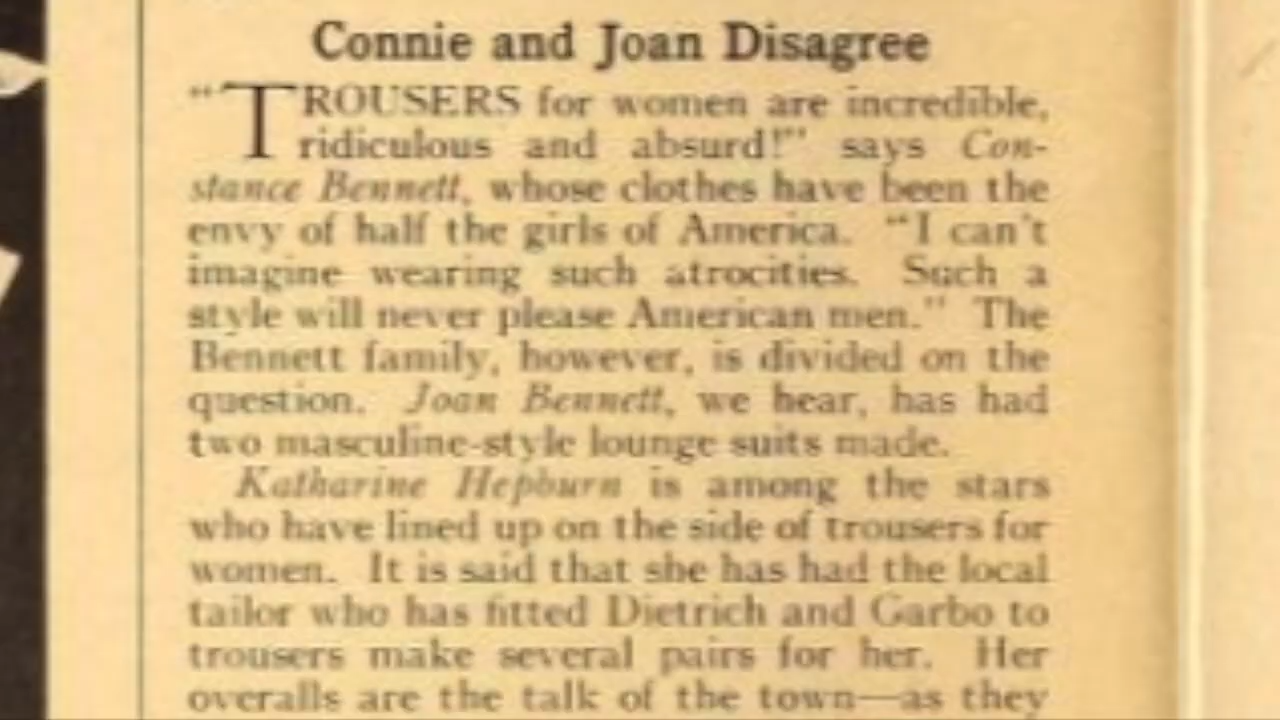 Connie and Joan Disagree
"TROUSERS for women are incredible,
ridiculous and absurd!" says Con-
stance Bennett, whose clothes have been the
envy of half the girls of America. "I can't
imagine wearing such atrocities. Such a
style will never please American men." The
Bennett family, however, is divided on the
question. Joan Bennett, we hear, has had
two masculine-style lounge suits made.
Katharine Hepburn is among the stars
who have lined up on the side of trousers for
women. It is said that she has had the local
tailor who has fitted Dietrich and Garbo to
trousers make several pairs for her. Her
overalls are the talk of the town—as they